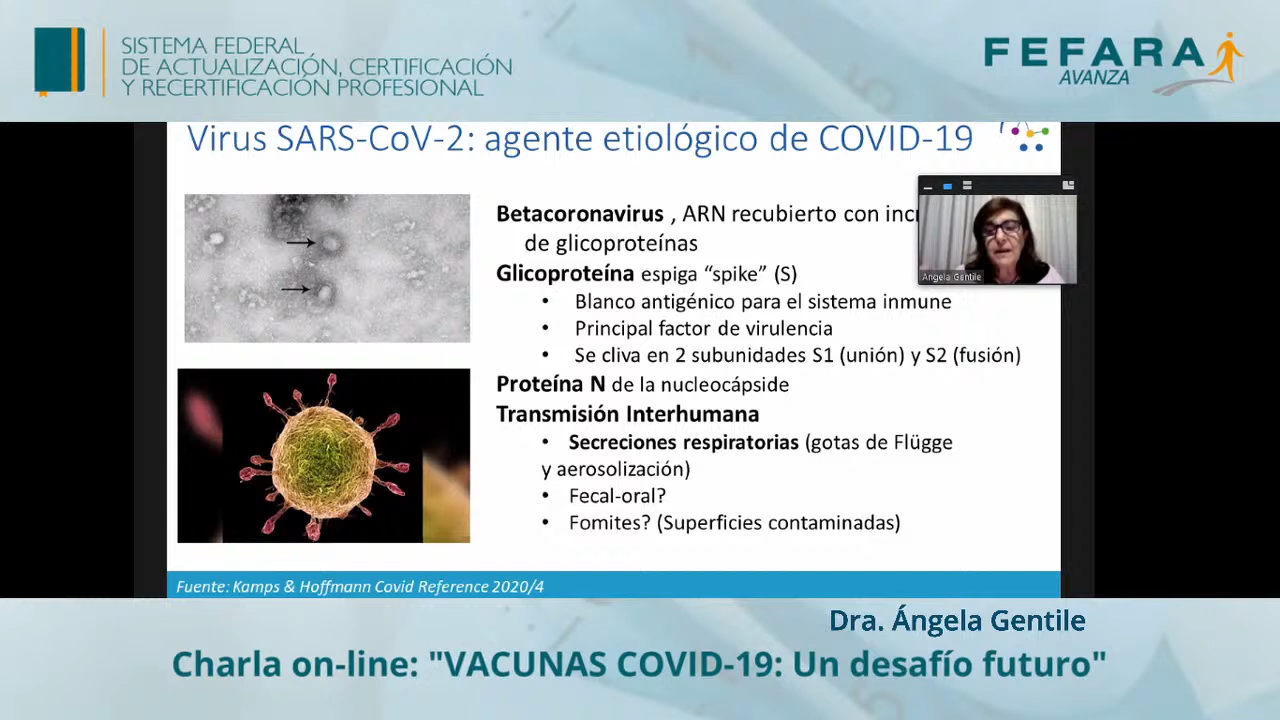 SISTEMA FEDERAL
DE ACTUALIZACIÓN, CERTIFICACIÓN
Y RECERTIFICACIÓN PROFESIONAL
FEFARA
AVANZA
Virus SARS-CoV-2: agente etiológico de COVID-19
Betacoronavirus , ARN recubierto con
de glicoproteínas
Glicoproteína espiga “spike” (S)
• Blanco antigénico para el sistema inmune
• Principal factor de virulencia
• Se cliva en 2 subunidades S1 (unión) y S2 (fusión)
Proteína N de la nucleocápside
Transmisión Interhumana
• Secreciones respiratorias (gotas de Flügge
y aerosolización)
• Fecal-oral?
• Fomites? (Superficies contaminadas)
Angela Gentile
Fuente: Kamps & Hoffmann Covid Reference 2020/4
Dra. Ángela Gentile
Charla on-line: "VACUNAS COVID-19: Un desafío futuro"